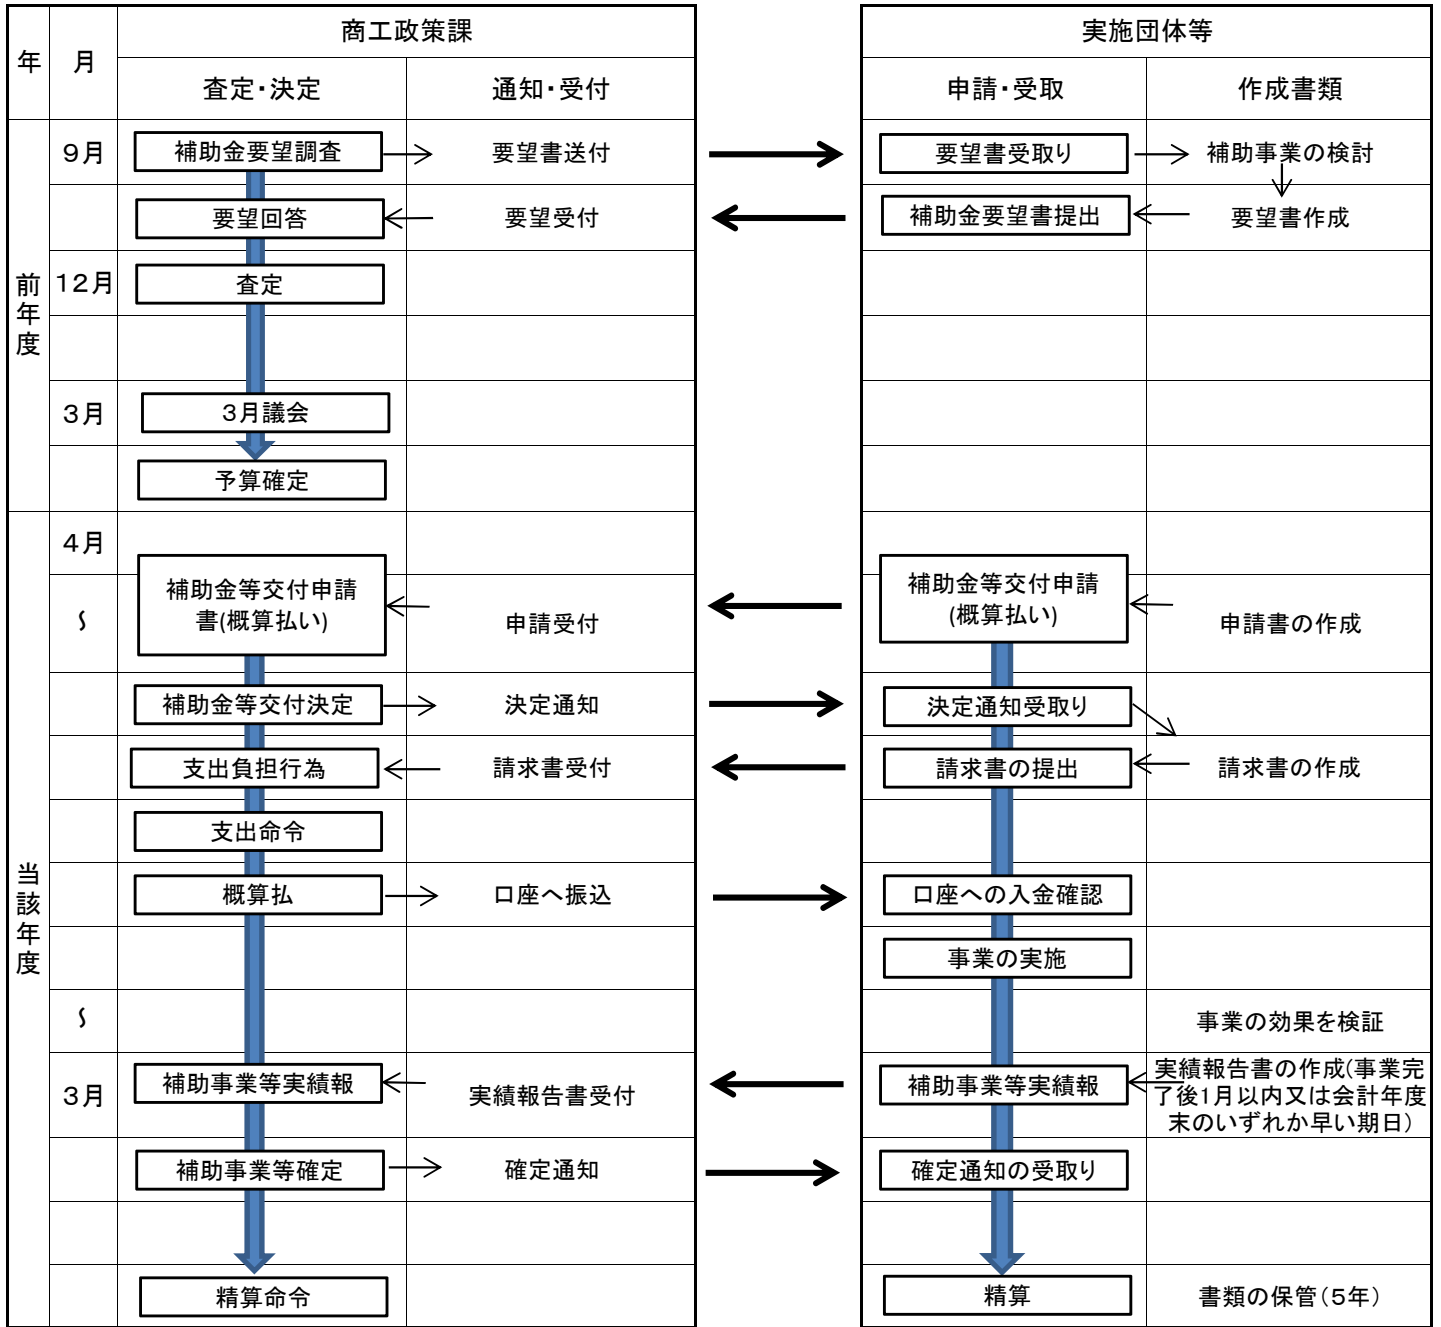 年
月
商工政策課
実施団体等
査定・決定
通知・受付
申請・受取
作成書類
前年度
9月
補助金要望調査
要望書送付
要望書受取り
補助事業の検討
要望回答
要望受付
補助金要望書提出
要望書作成
12月
査定
3月
3月議会
予算確定
当該年度
4月
～
補助金等交付申請
書(概算払い)
申請受付
補助金等交付申請
(概算払い)
申請書の作成
補助金等交付決定
決定通知
決定通知受取り
支出負担行為
請求書受付
請求書の提出
請求書の作成
支出命令
概算払
口座へ振込
口座への入金確認
事業の実施
～
事業の効果を検証
3月
補助事業等実績報
実績報告書受付
補助事業等実績報
実績報告書の作成(事業完
了後1月以内又は会計年度
末のいずれか早い期日)
補助事業等確定
確定通知
確定通知の受取り
精算命令
精算
書類の保管(5年)